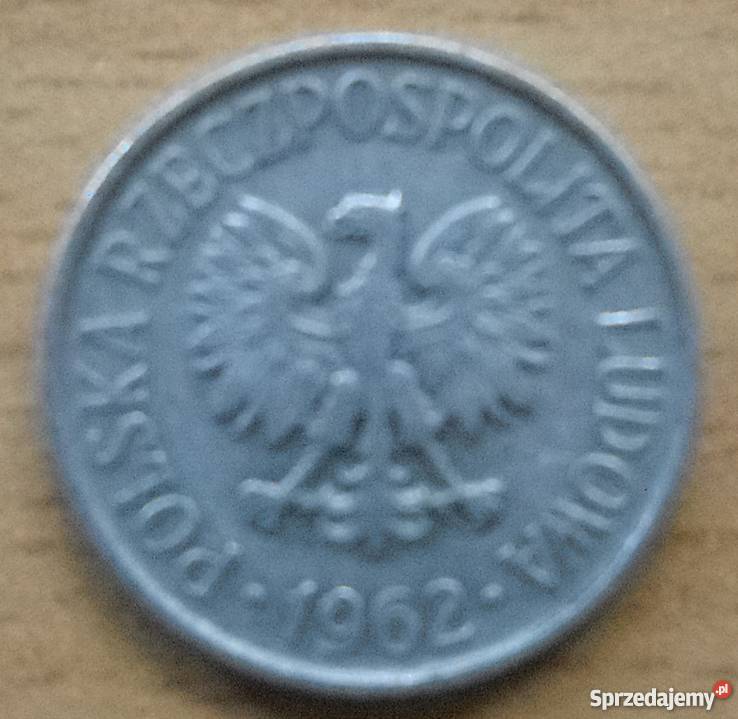 POLSKA RZECZPOSPOLITA LUDOWA
· 1962 ·
Sprzedajemy.pl